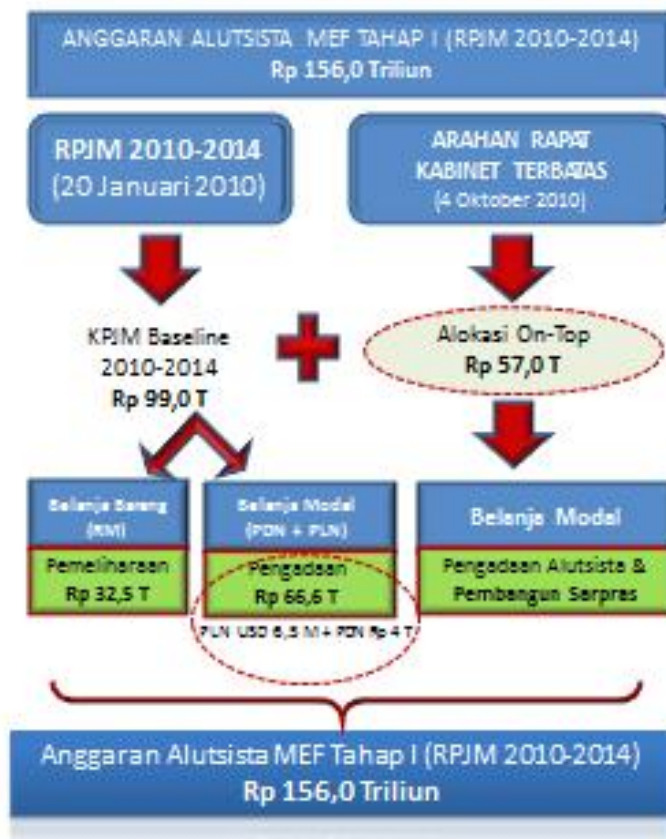 ANGGARAN ALUTSISTA MEF TAHAP I (RPJM 2010-2014)
Rp 156,0 Triliun
RPJM 2010-2014
(20 Januari 2010)
ARAHAN RAPAT
KABINET TERBATAS
(4 Oktober 2010)
KPJM Baseline
2010-2014
Rp 99,0 T
Alokasi On-Top
Rp 57,0 T
Belanja Barang
(RM)
Pemeliharaan
Rp 32,5 T
Belanja Modal
(PDN + PLN)
Pengadaan
Rp 66,6 T
PLN USD 6,5 M + PDN Rp 4 T
Belanja Modal
Pengadaan Alutsista &
Pembangun Sarpras
Anggaran Alutsista MEF Tahap I (RPJM 2010-2014)
Rp 156,0 Triliun